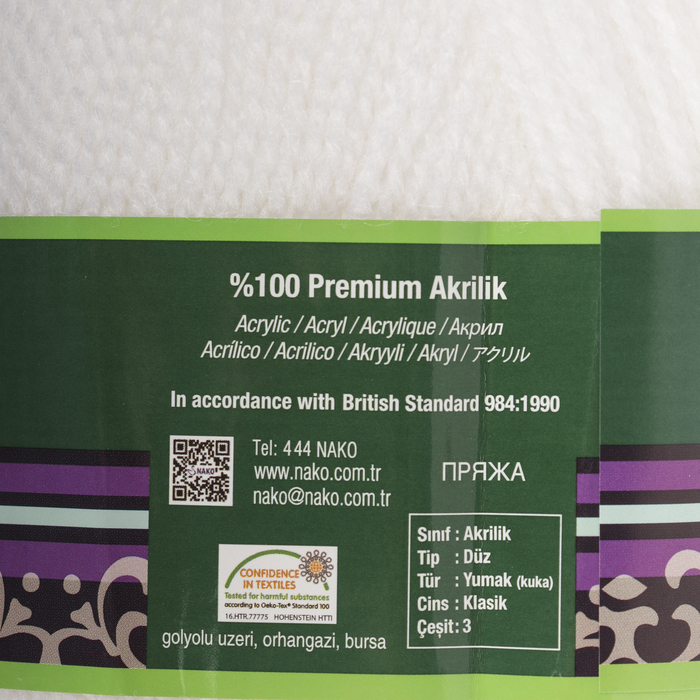 %100 Premium Akrilik
Acrylic / Acryl / Acrylique / Акрил
Acrílico / Acrilico / Akryyli / Akryl / アクリル
In accordance with British Standard 984:1990
NAKO
Tel: 444 NAKO
www.nako.com.tr
nako@nako.com.tr
ПРЯЖА
CONFIDENCE
IN TEXTILES
Tested for harmful substances
according to Oeko-Tex® Standard 100
16.HTR.77775 HOHENSTEIN HTTI
golyolu uzeri, orhangazi, bursa
Sınıf : Akrilik
Tip : Düz
Tür : Yumak (kuka)
Cins : Klasik
Çeşit : 3